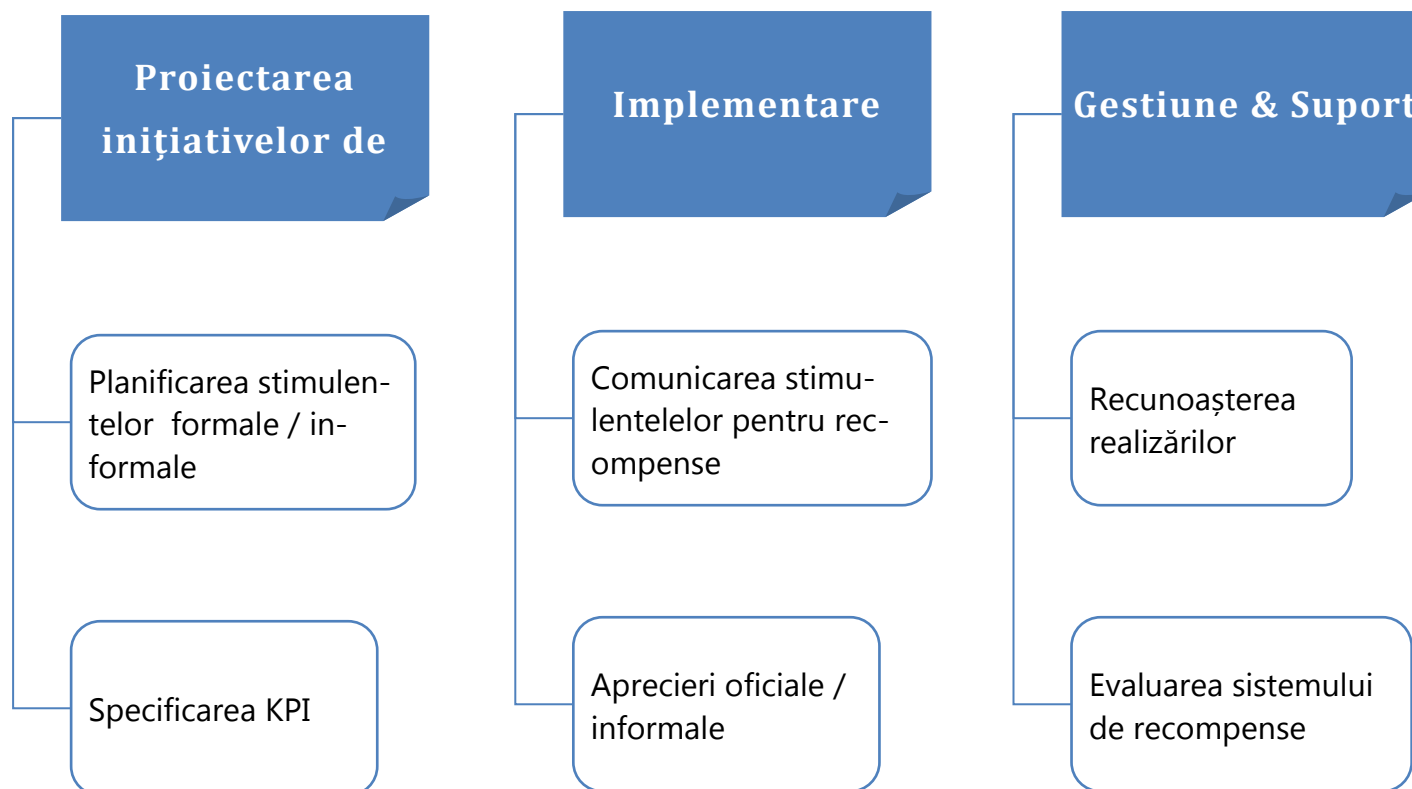 Proiectarea
inițiativelor de
Planificarea stimulen-
telor  formale / in-
formale
Specificarea KPI
Implementare
Comunicarea stimu-
lentelelor pentru rec-
ompense
Aprecieri oficiale /
informale
Gestiune & Suport
Recunoașterea
realizărilor
Evaluarea sistemului
de recompense